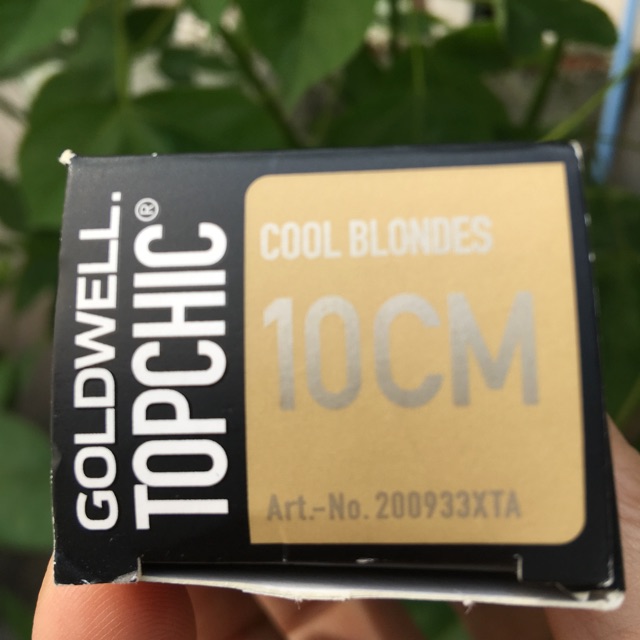 GOLDWELL.
TOPCHIC®
COOL BLONDES
10CM
Art.-No. 200933XTA